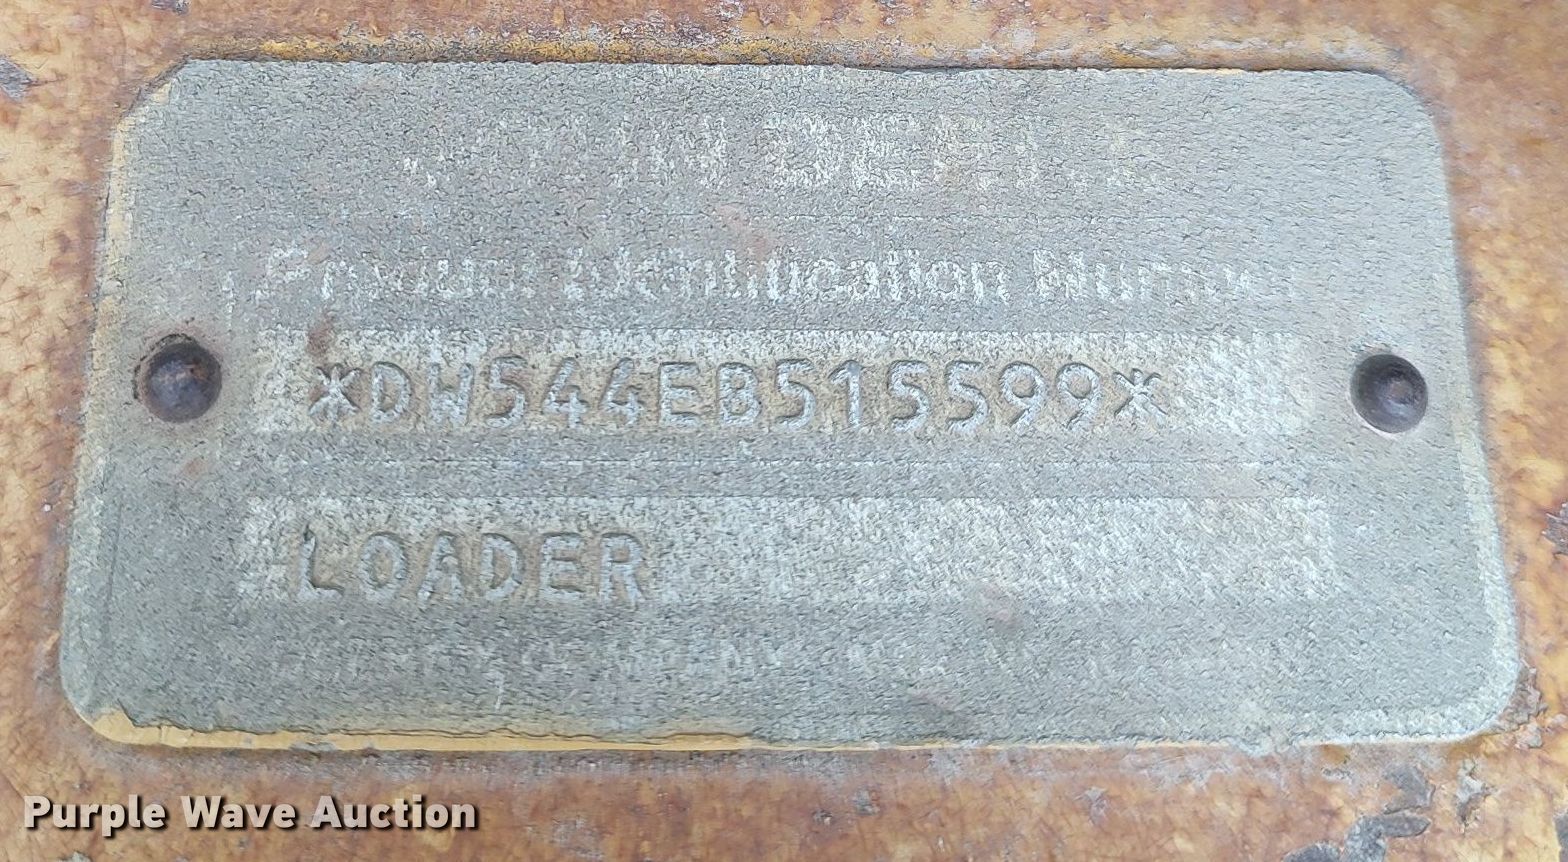 JOHN DEERE
Product Identification Number
*DW544EB515599*
LOADER
Purple Wave Auction